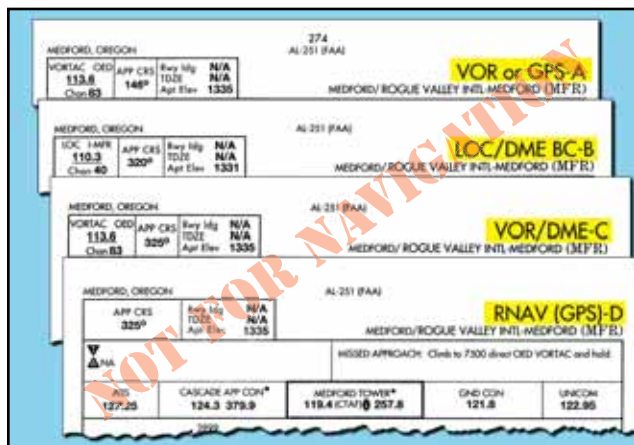 274
MEDFORD, OREGON AL-251 (FAA)
VORTAC OED 113.6 Chan 83 APP CRS 146° Rwy ldg N/A TDZE N/A Apt Elev 1335
VOR or GPS-A
MEDFORD/ROGUE VALLEY INTL-MEDFORD (MFR)
MEDFORD, OREGON AL-251 (FAA)
LOC I-MFR 110.3 Chan 40 APP CRS 320° Rwy ldg N/A TDZE N/A Apt Elev 1331
LOC/DME BC-B
MEDFORD/ROGUE VALLEY INTL-MEDFORD (MFR)
MEDFORD, OREGON AL-251 (FAA)
VORTAC OED 113.6 Chan 83 APP CRS 325° Rwy ldg N/A TDZE N/A Apt Elev 1335
VOR/DME-C
MEDFORD/ROGUE VALLEY INTL-MEDFORD (MFR)
MEDFORD, OREGON AL-251 (FAA)
APP CRS 325° Rwy ldg N/A TDZE N/A Apt Elev 1335
RNAV (GPS)-D
MEDFORD/ROGUE VALLEY INTL-MEDFORD (MFR)
NA
MISSED APPROACH: Climb to 7500 direct OED VORTAC and hold.
ATIS CASCADE APP CON* MEDFORD TOWER* GND CON UNICOM
127.25 124.3 379.9 119.4 (CTAF) 257.8 121.8 122.95
NOT FOR NAVIGATION